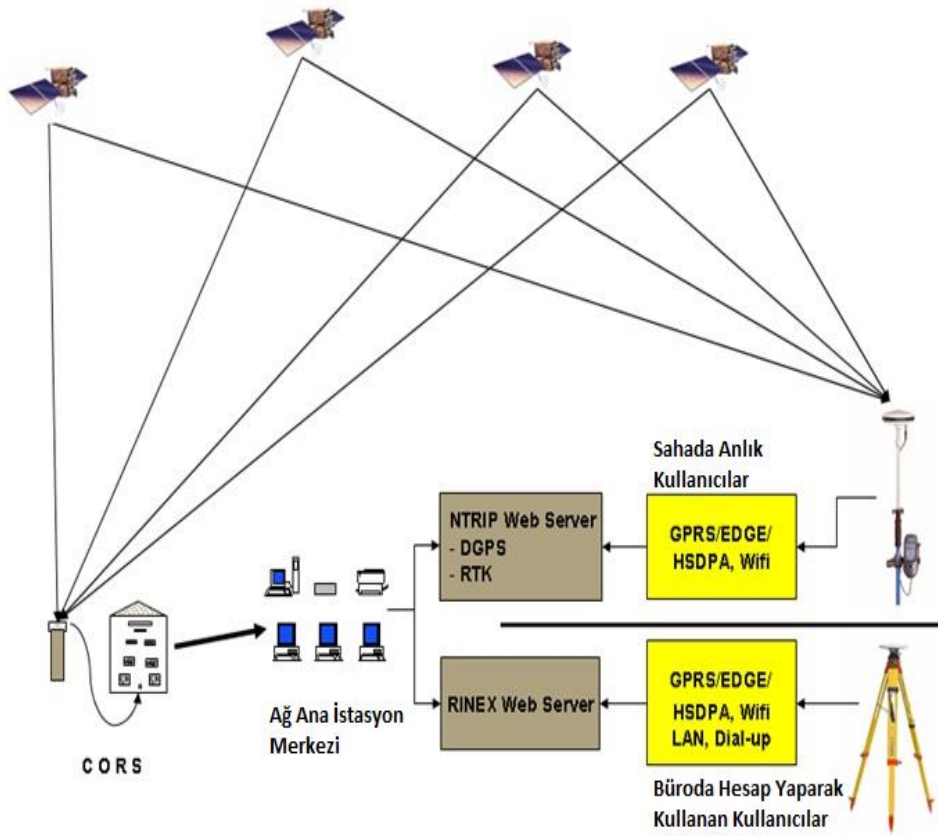 Sahada Anlık
Kullanıcılar
NTRIP Web Server
- DGPS
- RTK
GPRS/EDGE/
HSDPA, Wifi
Ağ Ana İstasyon
Merkezi
CORS
RINEX Web Server
GPRS/EDGE/
HSDPA, Wifi
LAN, Dial-up
Büroda Hesap Yaparak
Kullanan Kullanıcılar